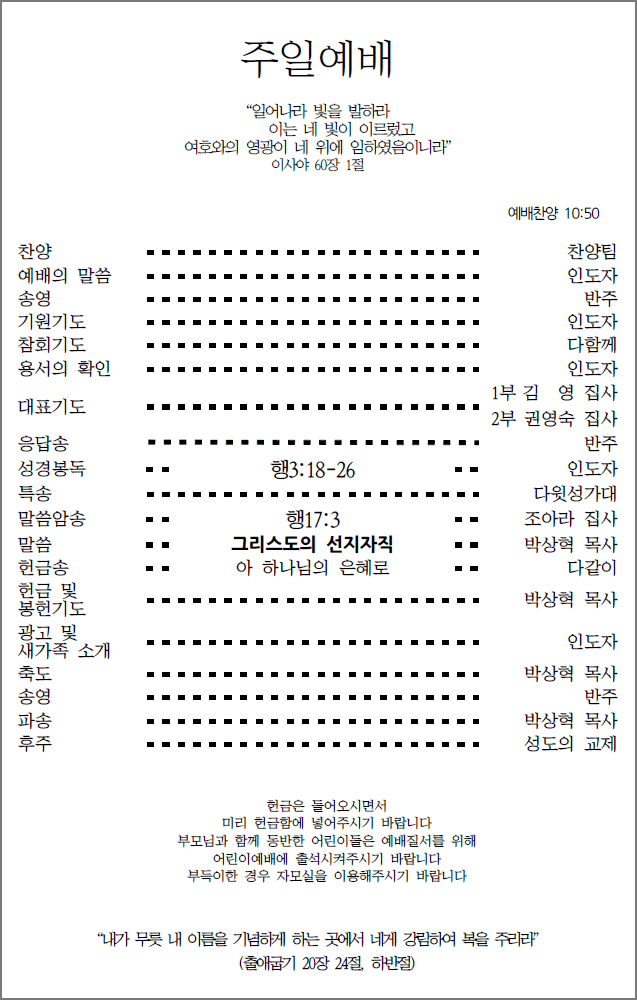 주일예배
“일어나라 빛을 발하라
이는 네 빛이 이르렀고
여호와의 영광이 네 위에 임하였음이니라”
이사야 60장 1절
예배찬양 10:50
찬양 찬양팀
예배의 말씀 인도자
송영 반주
기원기도 인도자
참회기도 다함께
용서의 확인 인도자
대표기도 1부 김 영 집사
2부 권영숙 집사
응답송 반주
성경봉독 행3:18-26 인도자
특송 다윗성가대
말씀암송 행17:3 조아라 집사
말씀 그리스도의 선지자직 박상혁 목사
헌금송 아 하나님의 은혜로 다같이
헌금 및
봉헌기도 박상혁 목사
광고 및
새가족 소개 인도자
축도 박상혁 목사
송영 반주
파송 박상혁 목사
후주 성도의 교제
헌금은 들어오시면서
미리 헌금함에 넣어주시기 바랍니다
부모님과 함께 동반한 어린이들은 예배질서를 위해
어린이예배에 출석시켜주시기 바랍니다
부득이한 경우 자모실을 이용해주시기 바랍니다
“내가 무릇 내 이름을 기념하게 하는 곳에서 네게 강림하여 복을 주리라”
(출애굽기 20장 24절, 하반절)